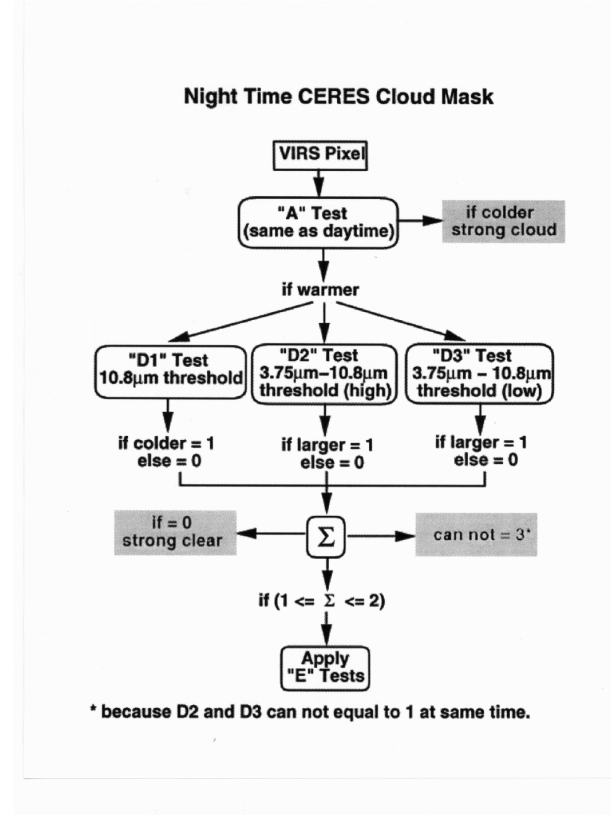 Night Time CERES Cloud Mask
VIRS Pixel
"A" Test
(same as daytime)
if colder
strong cloud
if warmer
"D1" Test
10.8μm threshold
"D2" Test
3.75μm–10.8μm
threshold (high)
"D3" Test
3.75μm – 10.8μm
threshold (low)
if colder = 1
else = 0
if larger = 1
else = 0
if larger = 1
else = 0
if = 0
strong clear
Σ
can not = 3*
if (1 <= Σ <= 2)
Apply
"E" Tests
* because D2 and D3 can not equal to 1 at same time.